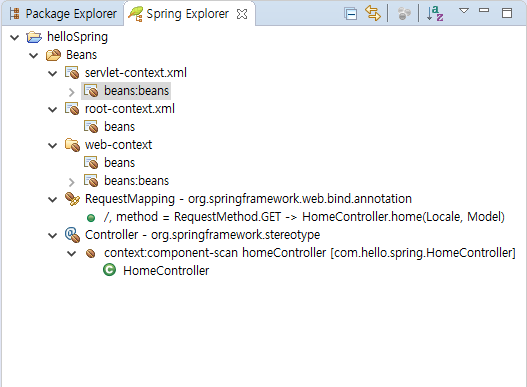 Package Explorer Spring Explorer
helloSpring
Beans
servlet-context.xml
beans:beans
root-context.xml
beans
web-context
beans
beans:beans
RequestMapping - org.springframework.web.bind.annotation
/, method = RequestMethod.GET -> HomeController.home(Locale, Model)
Controller - org.springframework.stereotype
context:component-scan homeController [com.hello.spring.HomeController]
HomeController